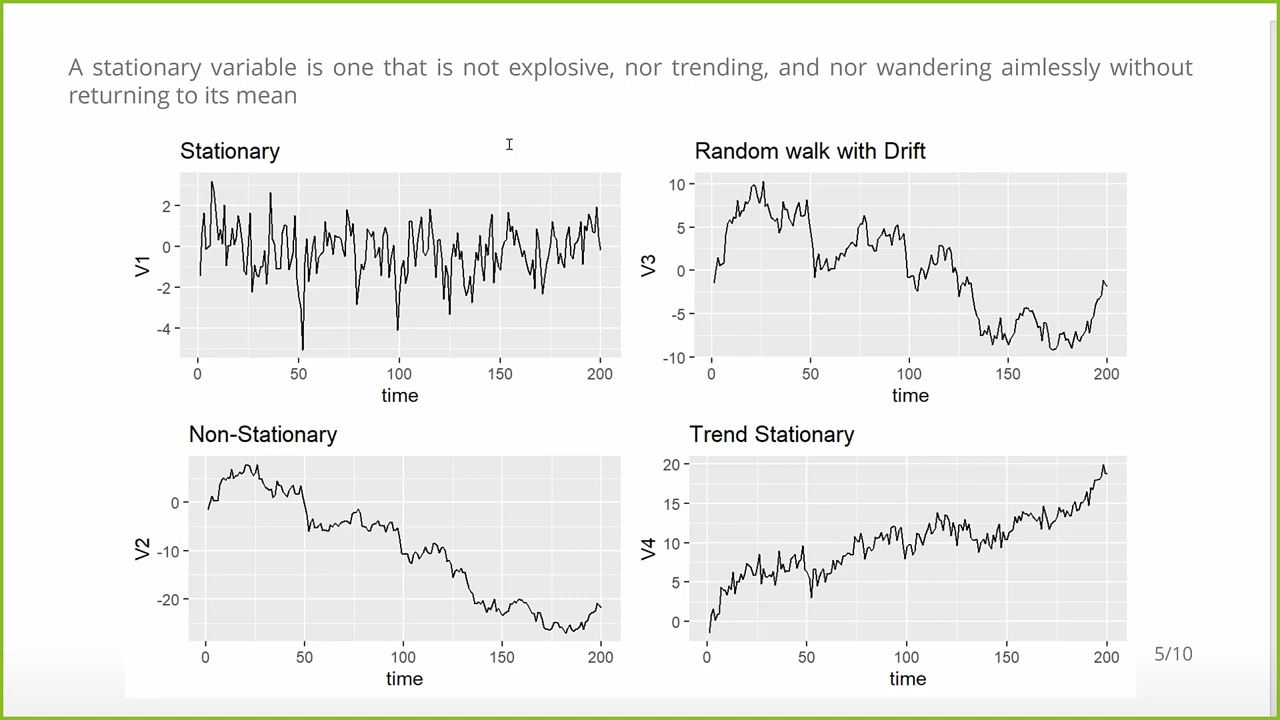 A stationary variable is one that is not explosive, nor trending, and nor wandering aimlessly without
returning to its mean
Stationary
V1
2
0
-2
-4
0 50 100 150 200
time
Random walk with Drift
V3
10
5
0
-5
-10
0 50 100 150 200
time
Non-Stationary
V2
0
-10
-20
0 50 100 150 200
time
Trend Stationary
V4
20
15
10
5
0
0 50 100 150 200
time
5/10